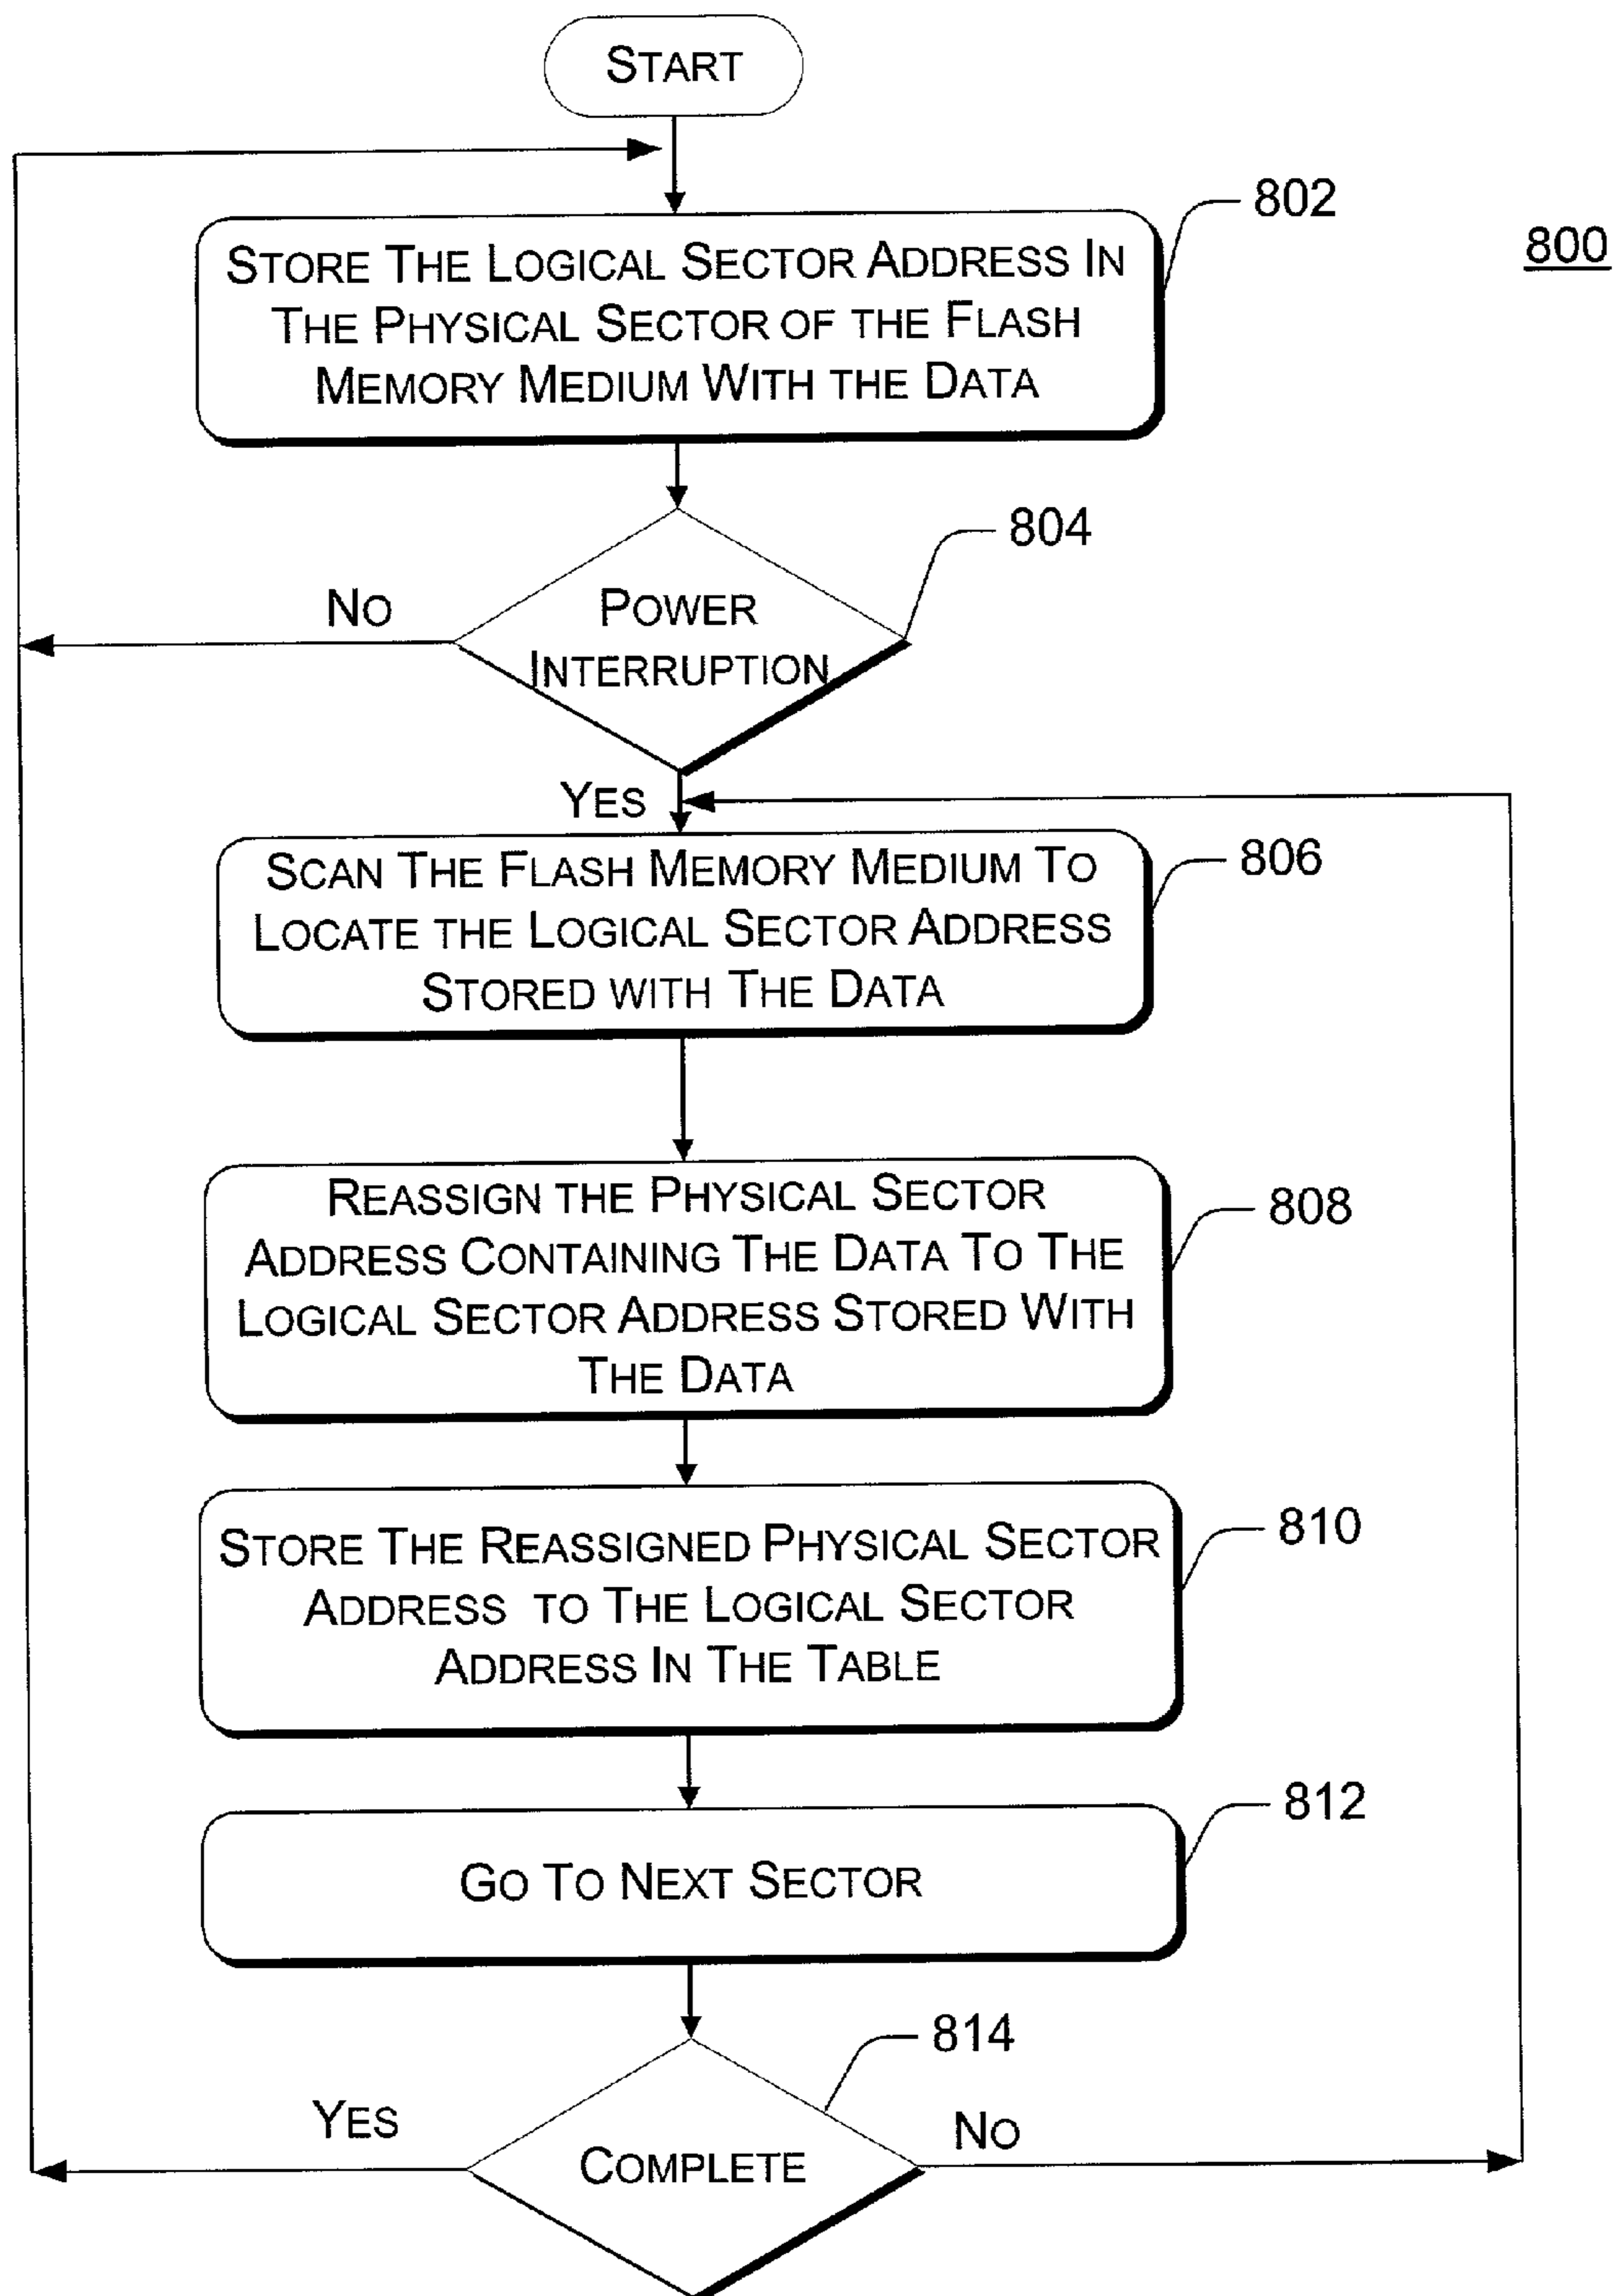 START
802
800
STORE THE LOGICAL SECTOR ADDRESS IN
THE PHYSICAL SECTOR OF THE FLASH
MEMORY MEDIUM WITH THE DATA
804
NO
POWER
INTERRUPTION
YES
806
SCAN THE FLASH MEMORY MEDIUM TO
LOCATE THE LOGICAL SECTOR ADDRESS
STORED WITH THE DATA
808
REASSIGN THE PHYSICAL SECTOR
ADDRESS CONTAINING THE DATA TO THE
LOGICAL SECTOR ADDRESS STORED WITH
THE DATA
810
STORE THE REASSIGNED PHYSICAL SECTOR
ADDRESS TO THE LOGICAL SECTOR
ADDRESS IN THE TABLE
812
GO TO NEXT SECTOR
814
YES
NO
COMPLETE